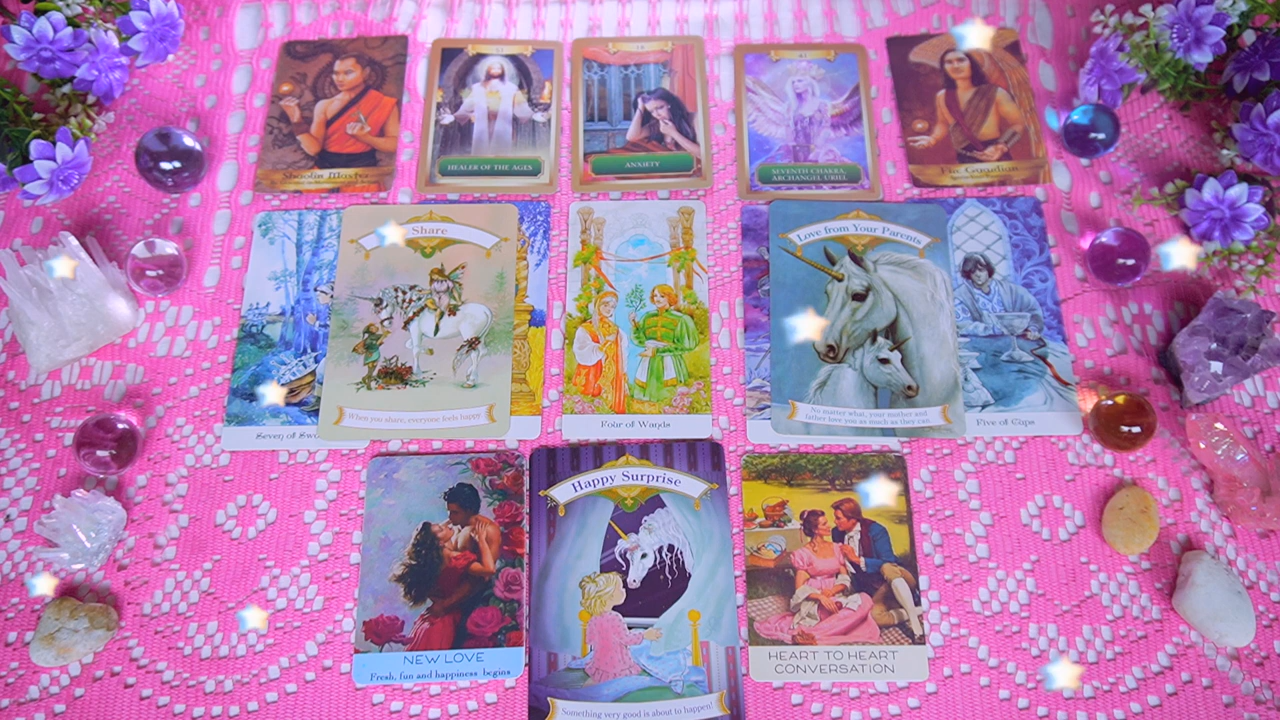 Shaolin Master
HEALER OF THE AGES
18
ANXIETY
SEVENTH CHAKRA,
ARCHANGEL URIEL
The Guardian
Share
When you share, everyone feels happy
Seven of
Four of Wands
Love from Your Parents
No matter what, your mother and
father love you as much as they can.
Five of Cups
NEW LOVE
Fresh, fun and happiness begins
Happy Surprise
Something very good is about to happen!
HEART TO HEART
CONVERSATION